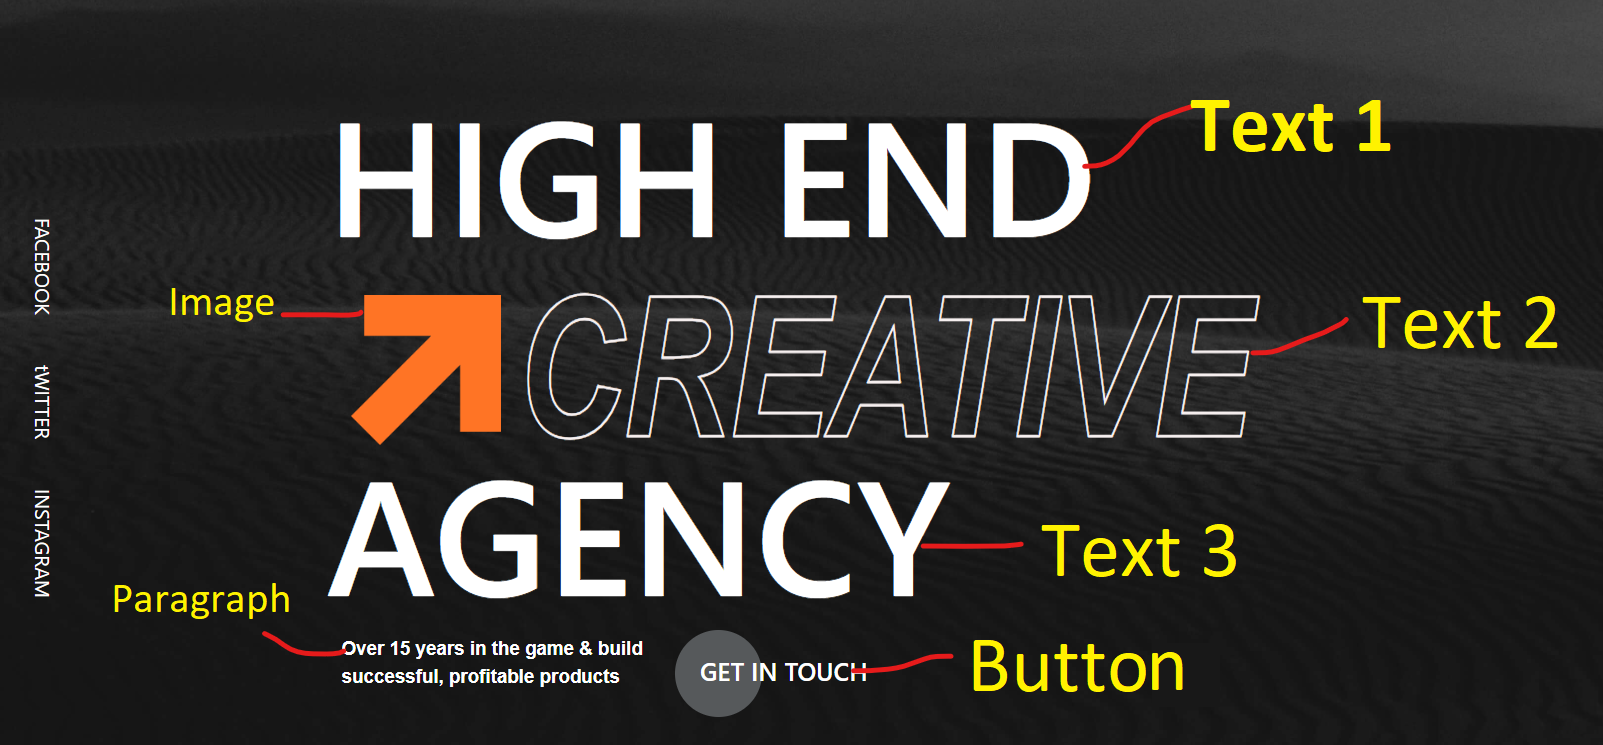 HIGH END
Text 1
FACEBOOK
Image
CREATIVE
Text 2
tWITTER
AGENCY
Text 3
INSTAGRAM
Paragraph
Over 15 years in the game & build
successful, profitable products
GET IN TOUCH
Button